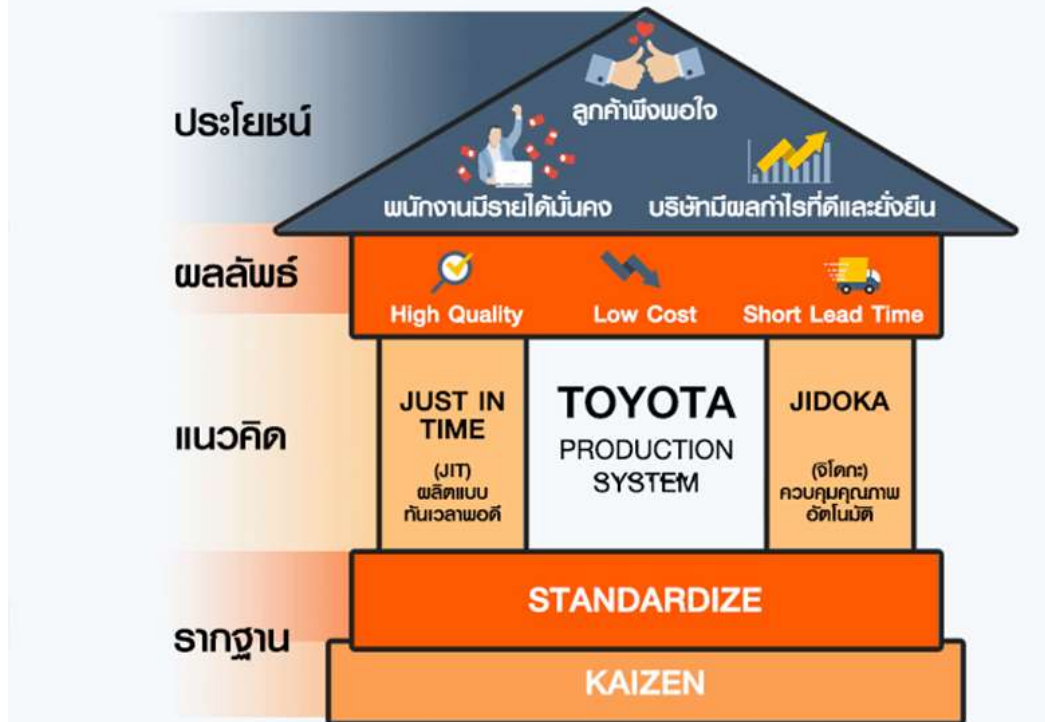 ประโยชน์
ลูกค้าพึงพอใจ
พนักงานมีรายได้มั่นคง
บริษัทมีผลกำไรที่ดีและยั่งยืน
ผลลัพธ์
High Quality
Low Cost
Short Lead Time
แนวคิด
JUST IN
TIME
(JIT)
ผลิตแบบ
ทันเวลาพอดี
TOYOTA
PRODUCTION
SYSTEM
JIDOKA
(จิโดกะ)
ควบคุมคุณภาพ
อัตโนมัติ
รากฐาน
STANDARDIZE
KAIZEN